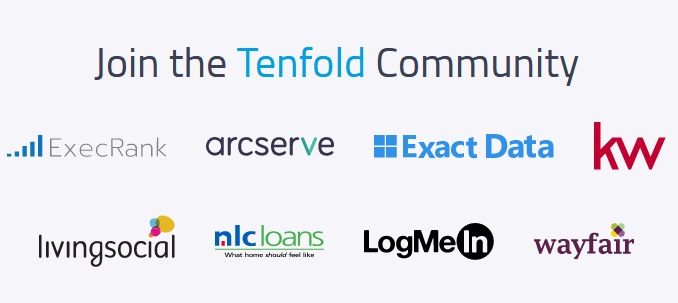 Join the Tenfold Community
ExecRank arcserve Exact Data kw
livingsocial nlc loans LogMeIn wayfair
What home should feel like